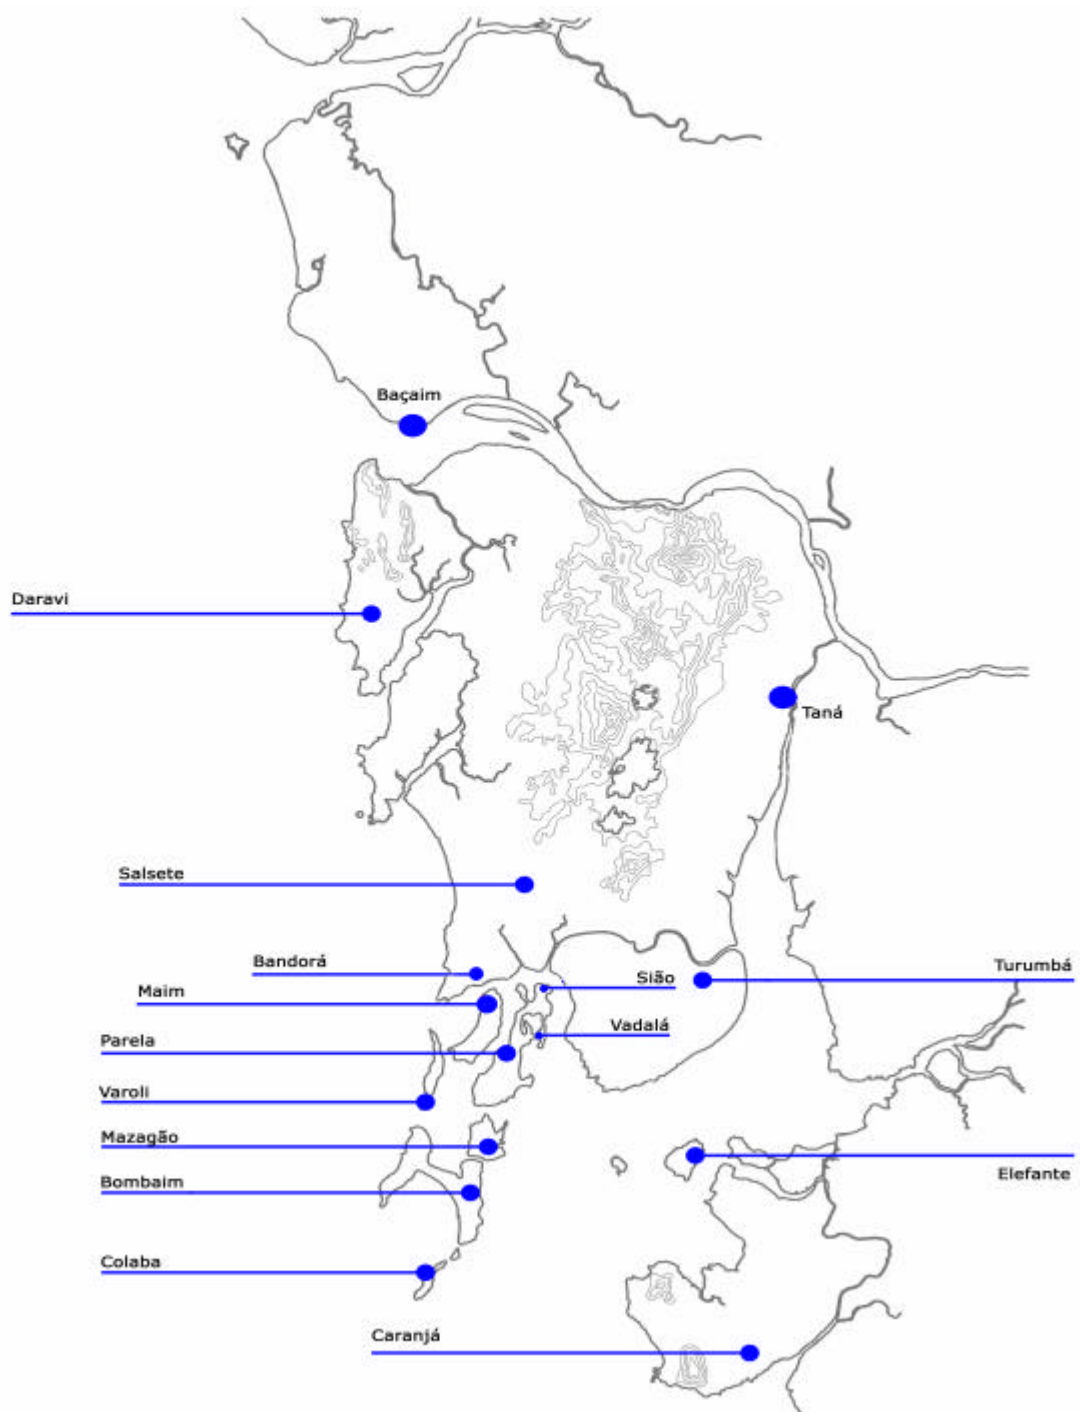 Baçaim
Daravi
Taná
Salsete
Bandorá
Turumbá
Sião
Maim
Vadalá
Parela
Varoli
Mazagão
Elefante
Bombaim
Colaba
Caranjá